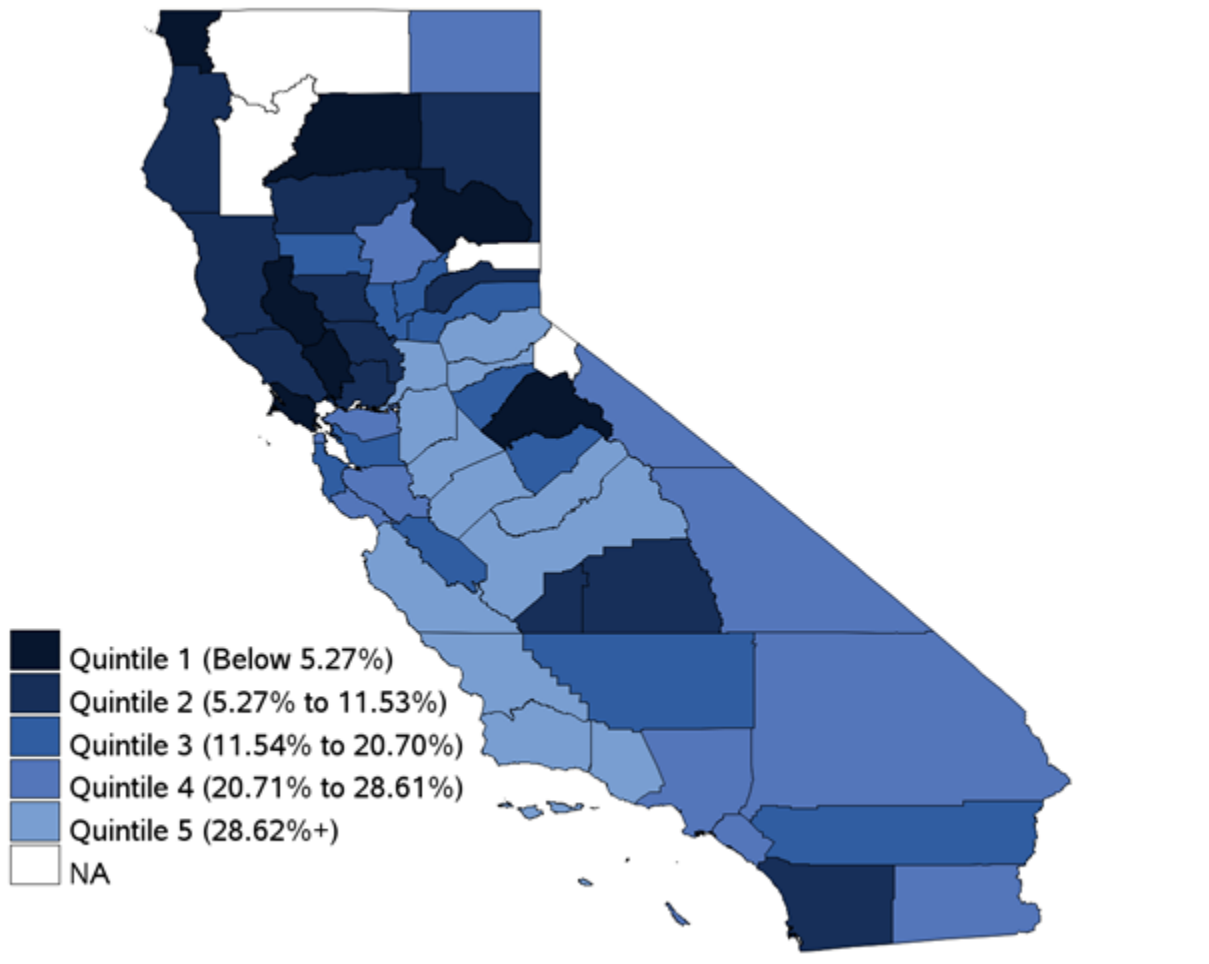 Quintile 1 (Below 5.27%)
Quintile 2 (5.27% to 11.53%)
Quintile 3 (11.54% to 20.70%)
Quintile 4 (20.71% to 28.61%)
Quintile 5 (28.62%+)
NA